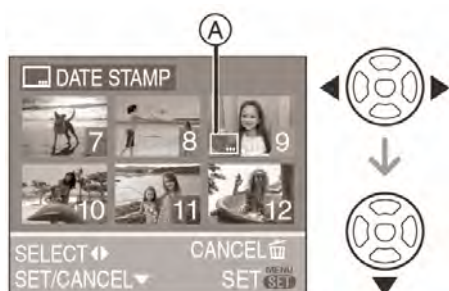 A
DATE STAMP
7 8 9
10 11 12
SELECT CANCEL
SET/CANCEL SET MENU SET